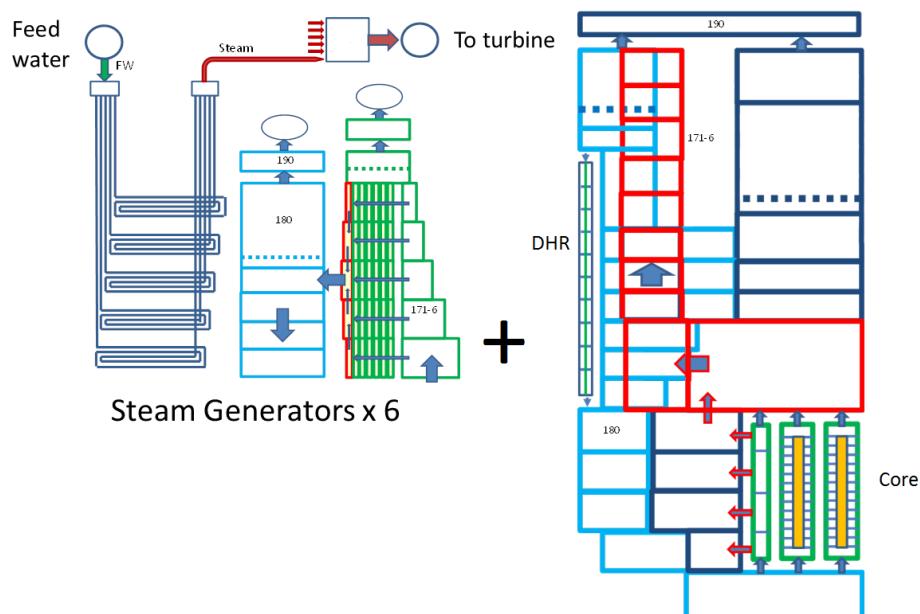 Feed
water
FW
Steam
To turbine
190
180
171-6
Steam Generators x 6
+
190
171-6
DHR
180
Core